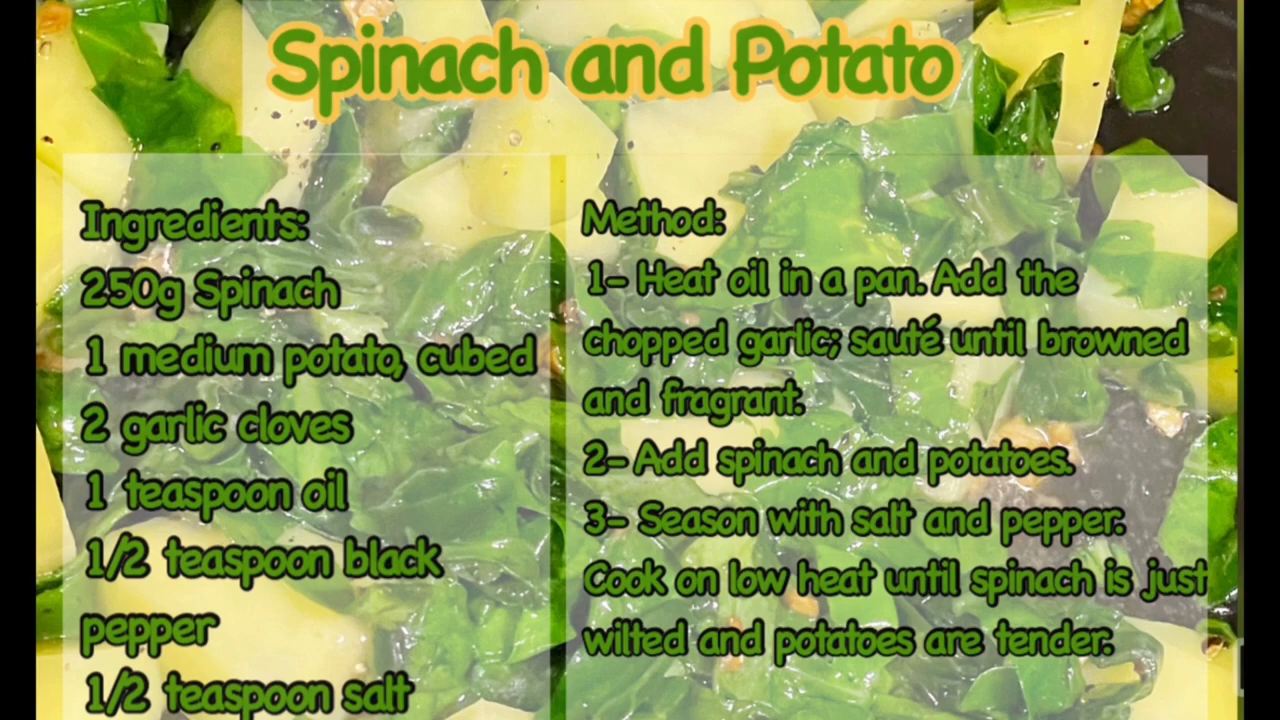 Spinach and Potato
Ingredients:
250g Spinach
1 medium potato, cubed
2 garlic cloves
1 teaspoon oil
1/2 teaspoon black
pepper
1/2 teaspoon salt
Method:
1- Heat oil in a pan. Add the
chopped garlic; sauté until browned
and fragrant.
2- Add spinach and potatoes.
3- Season with salt and pepper.
Cook on low heat until spinach is just
wilted and potatoes are tender.